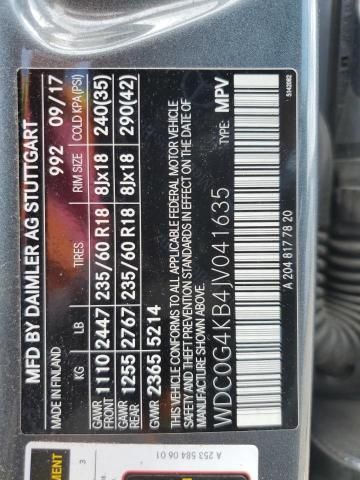 MFD BY DAIMLER AG STUTTGART
MADE IN FINLAND 992 09/17
KG LB TIRES RIM SIZE COLD KPA(PSI)
GAWR FRONT 1110 2447 235/60 R18 8Jx18 240(35)
GAWR REAR 1255 2767 235/60 R18 8Jx18 290(42)
GVWR 2365 5214
THIS VEHICLE CONFORMS TO ALL APPLICABLE FEDERAL MOTOR VEHICLE
SAFETY AND THEFT PREVENTION STANDARDS IN EFFECT ON THE DATE OF
MANUFACTURE SHOWN ABOVE.
TYPE: MPV
WDC0G4KB4JV041635
A 204 817 78 20
5142082
3
A 253 584 06 01